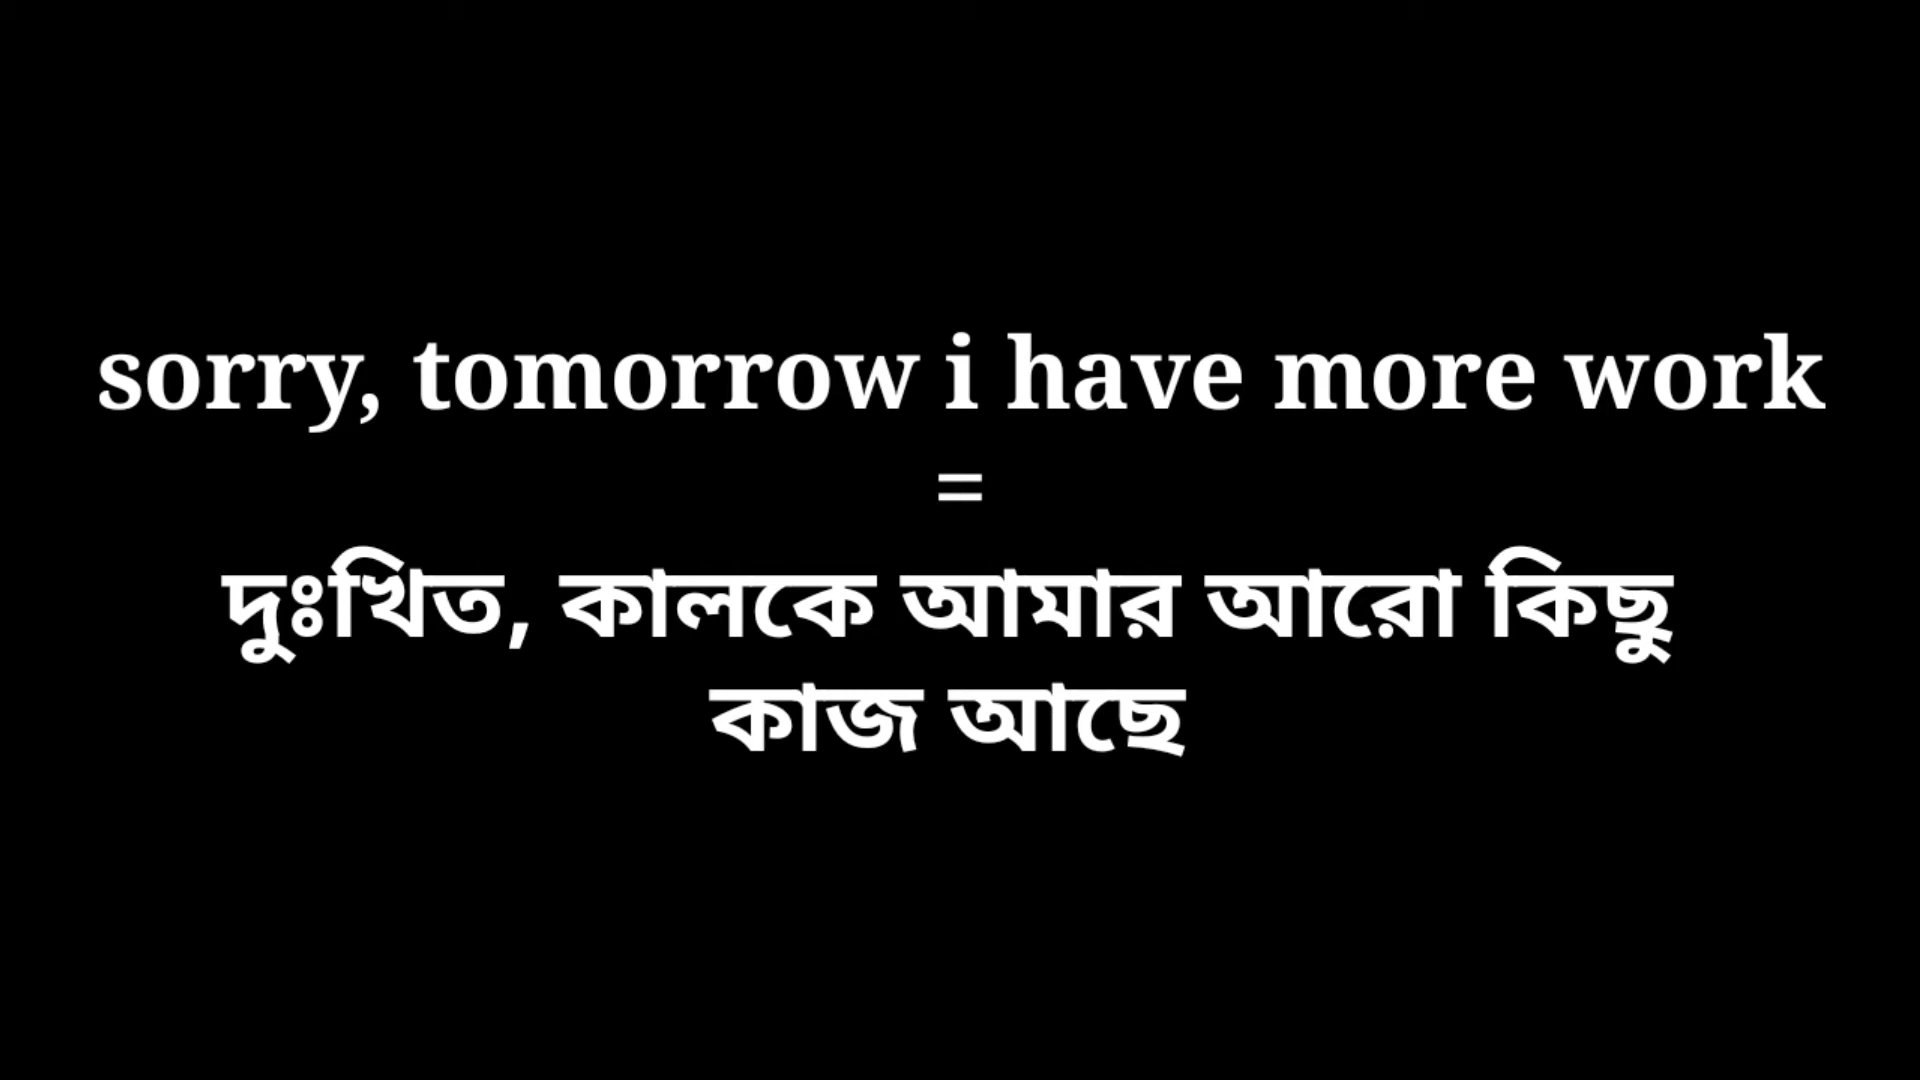 sorry, tomorrow i have more work
=
দুঃখিত, কালকে আমার আরো কিছু
কাজ আছে